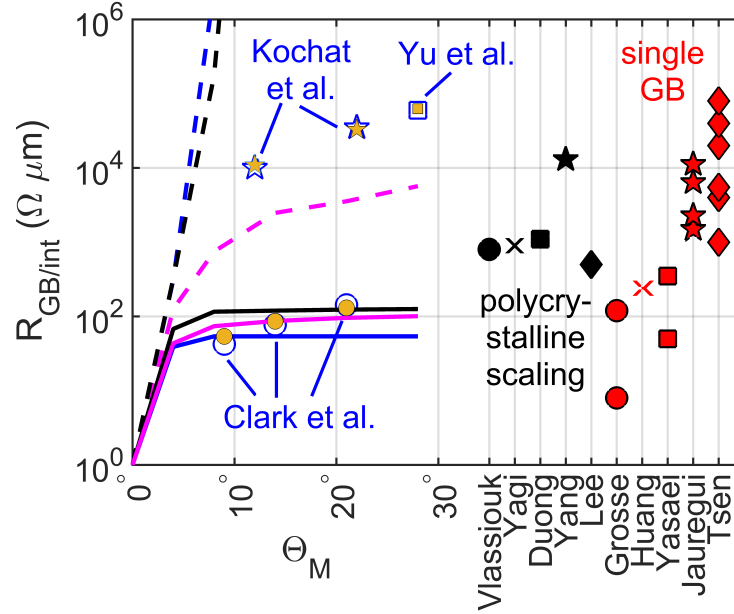 10^6
Kochat
et al.
Yu et al.
single
GB
10^4
R_GB/int (Ω μm)
10^2
polycry-
stalline
scaling
Clark et al.
10^0
0°
10°
20°
30°
Θ_M
Vlassiouk
Yagi
Duong
Yang
Lee
Grosse
Huang
Yasaei
Jauregui
Tsen